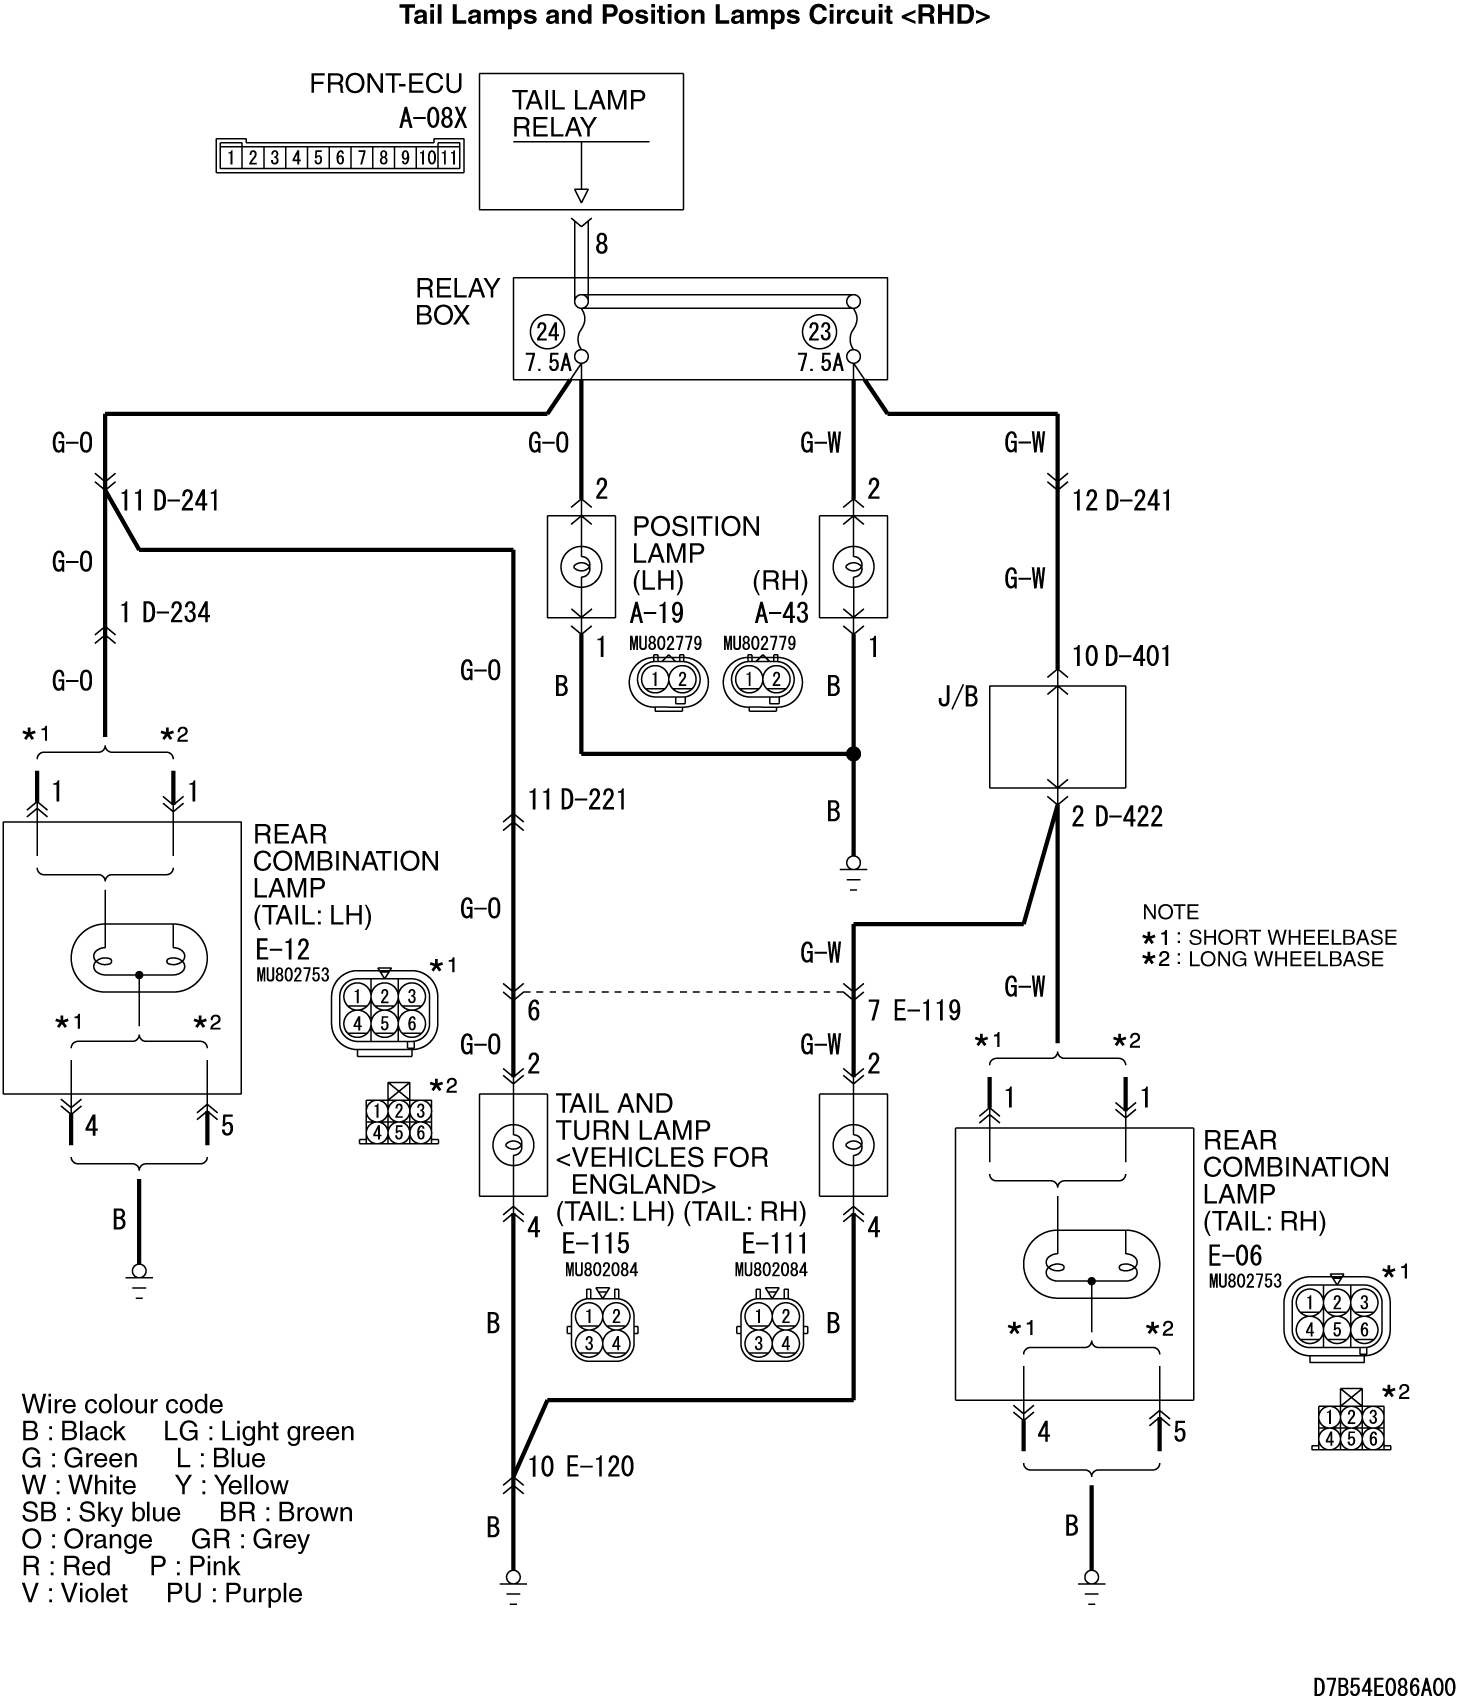 Tail Lamps and Position Lamps Circuit <RHD>
FRONT-ECU
A-08X
1 2 3 4 5 6 7 8 9 10 11
TAIL LAMP
RELAY
8
RELAY
BOX
24
7.5A
23
7.5A
G-O
G-O
G-W
G-W
11 D-241
2
2
12 D-241
POSITION
LAMP
(LH)
(RH)
A-19
A-43
MU802779
MU802779
1 2
1 2
1
1
G-O
G-W
1 D-234
10 D-401
G-O
G-O
B
B
J/B
*1
*2
1
1
11 D-221
B
2 D-422
REAR
COMBINATION
LAMP
(TAIL: LH)
E-12
MU802753
*1
1 2 3
4 5 6
*2
1 2 3
4 5 6
*1
*2
4
5
B
G-O
G-W
G-W
NOTE
*1 : SHORT WHEELBASE
*2 : LONG WHEELBASE
6
7 E-119
G-O
G-W
2
2
TAIL AND
TURN LAMP
<VEHICLES FOR
ENGLAND>
(TAIL: LH) (TAIL: RH)
4
4
E-115
E-111
MU802084
MU802084
1 2
3 4
1 2
3 4
B
B
10 E-120
B
*1
*2
1
1
REAR
COMBINATION
LAMP
(TAIL: RH)
E-06
MU802753
*1
1 2 3
4 5 6
*2
1 2 3
4 5 6
*1
*2
4
5
B
Wire colour code
B : Black LG : Light green
G : Green L : Blue
W : White Y : Yellow
SB : Sky blue BR : Brown
O : Orange GR : Grey
R : Red P : Pink
V : Violet PU : Purple
D7B54E086A00